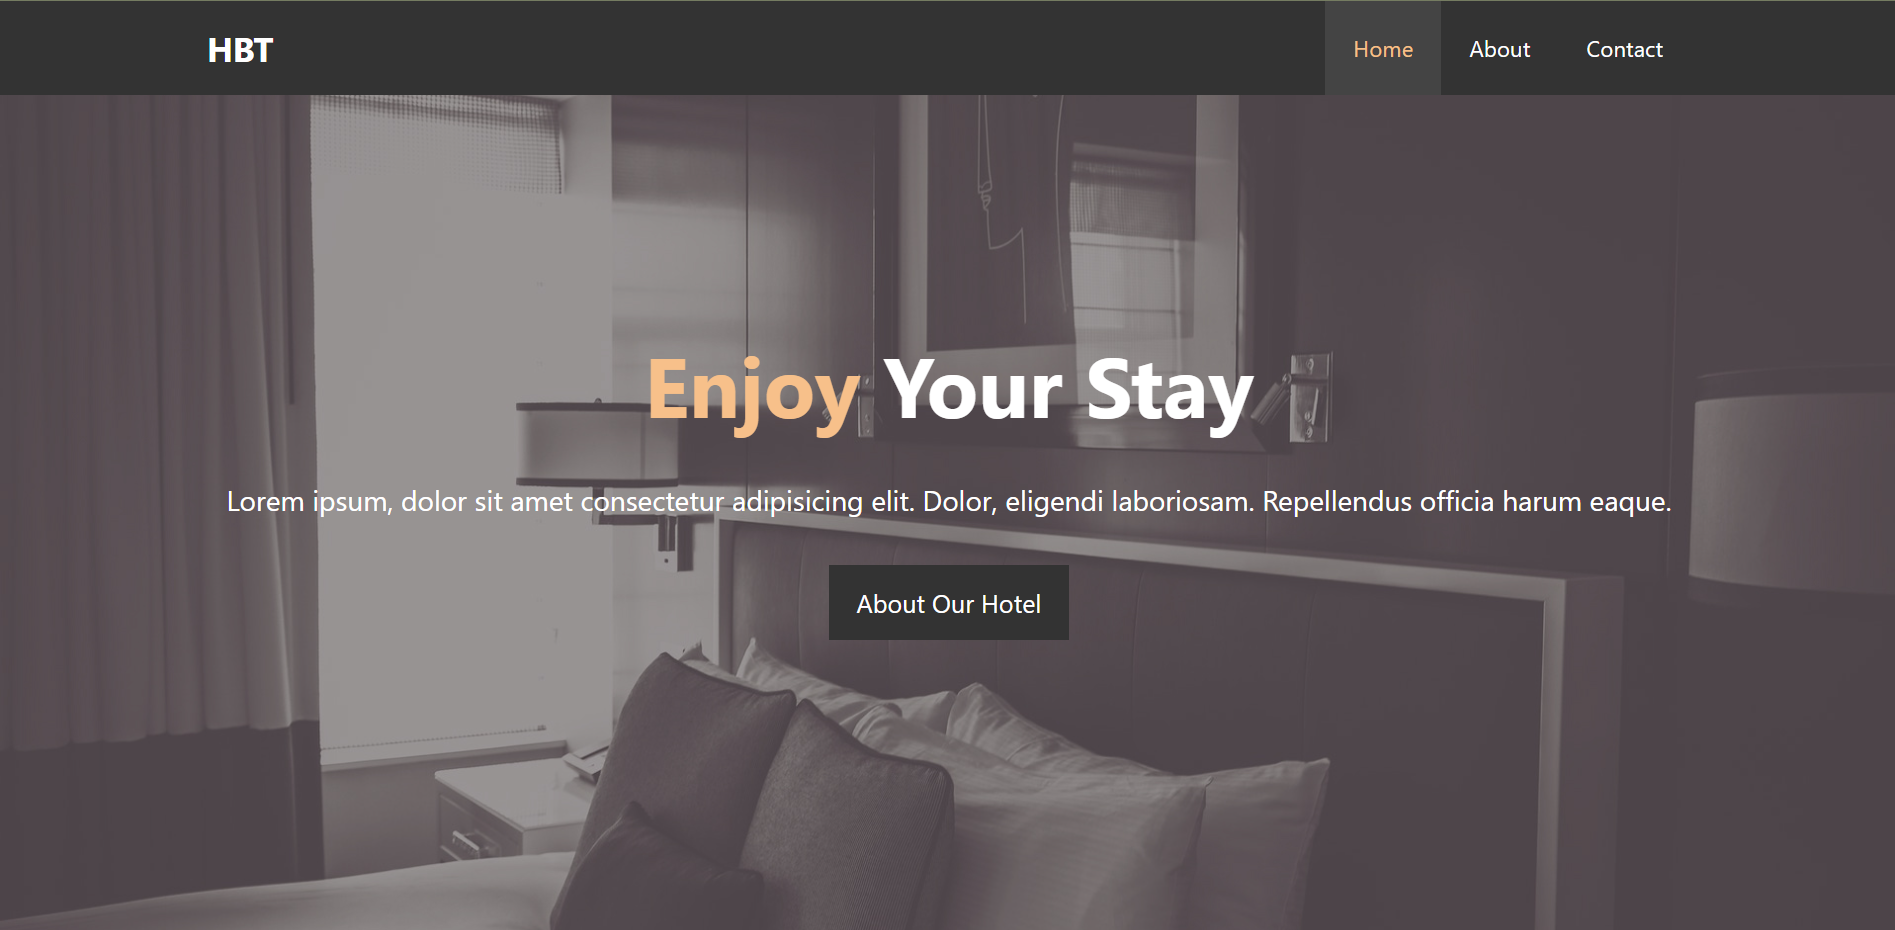 HBT
Home About Contact
Enjoy Your Stay
Lorem ipsum, dolor sit amet consectetur adipisicing elit. Dolor, eligendi laboriosam. Repellendus officia harum eaque.
About Our Hotel